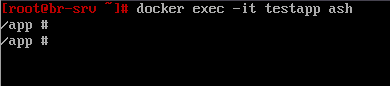 [root@br-srv ~]# docker exec -it testapp ash
/app #
/app #